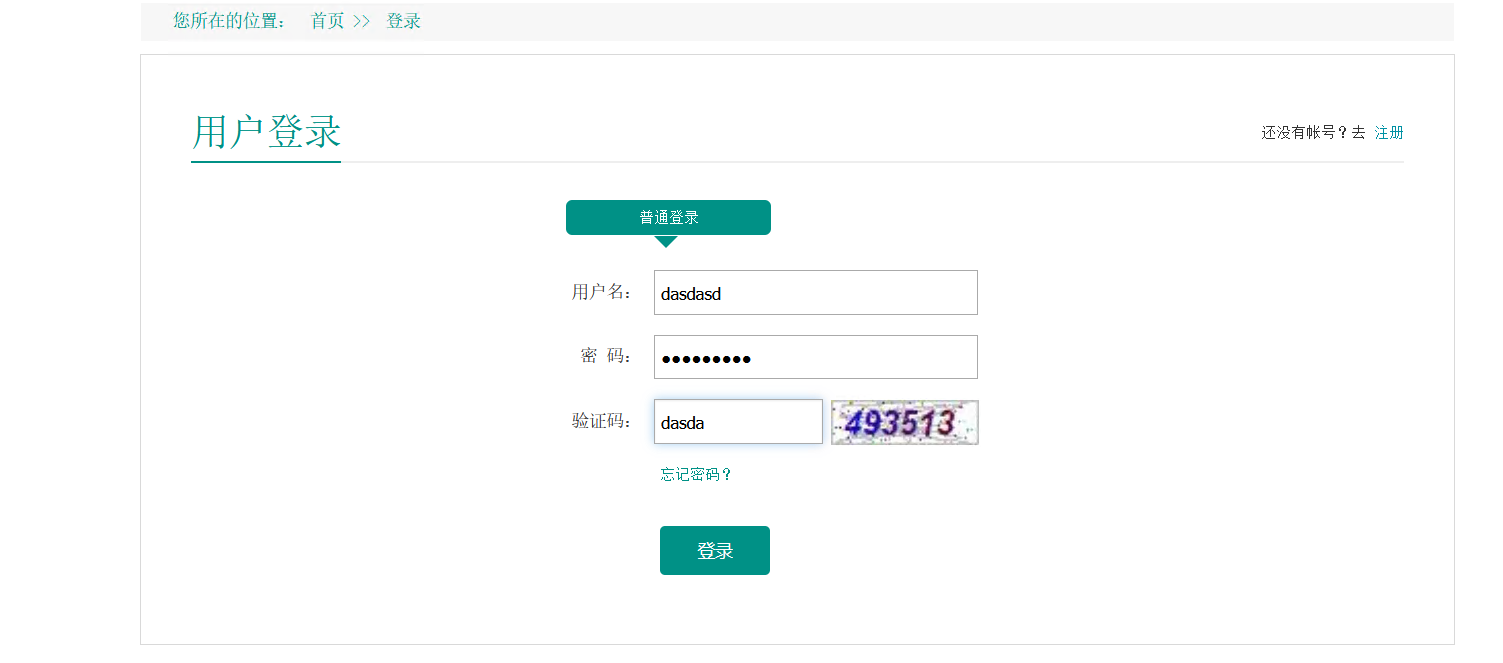 您所在的位置： 首页 >> 登录
用户登录
还没有帐号？去 注册
普通登录
用户名： dasdasd
密 码： ●●●●●●●●●
验证码： dasda 493513
忘记密码？
登录